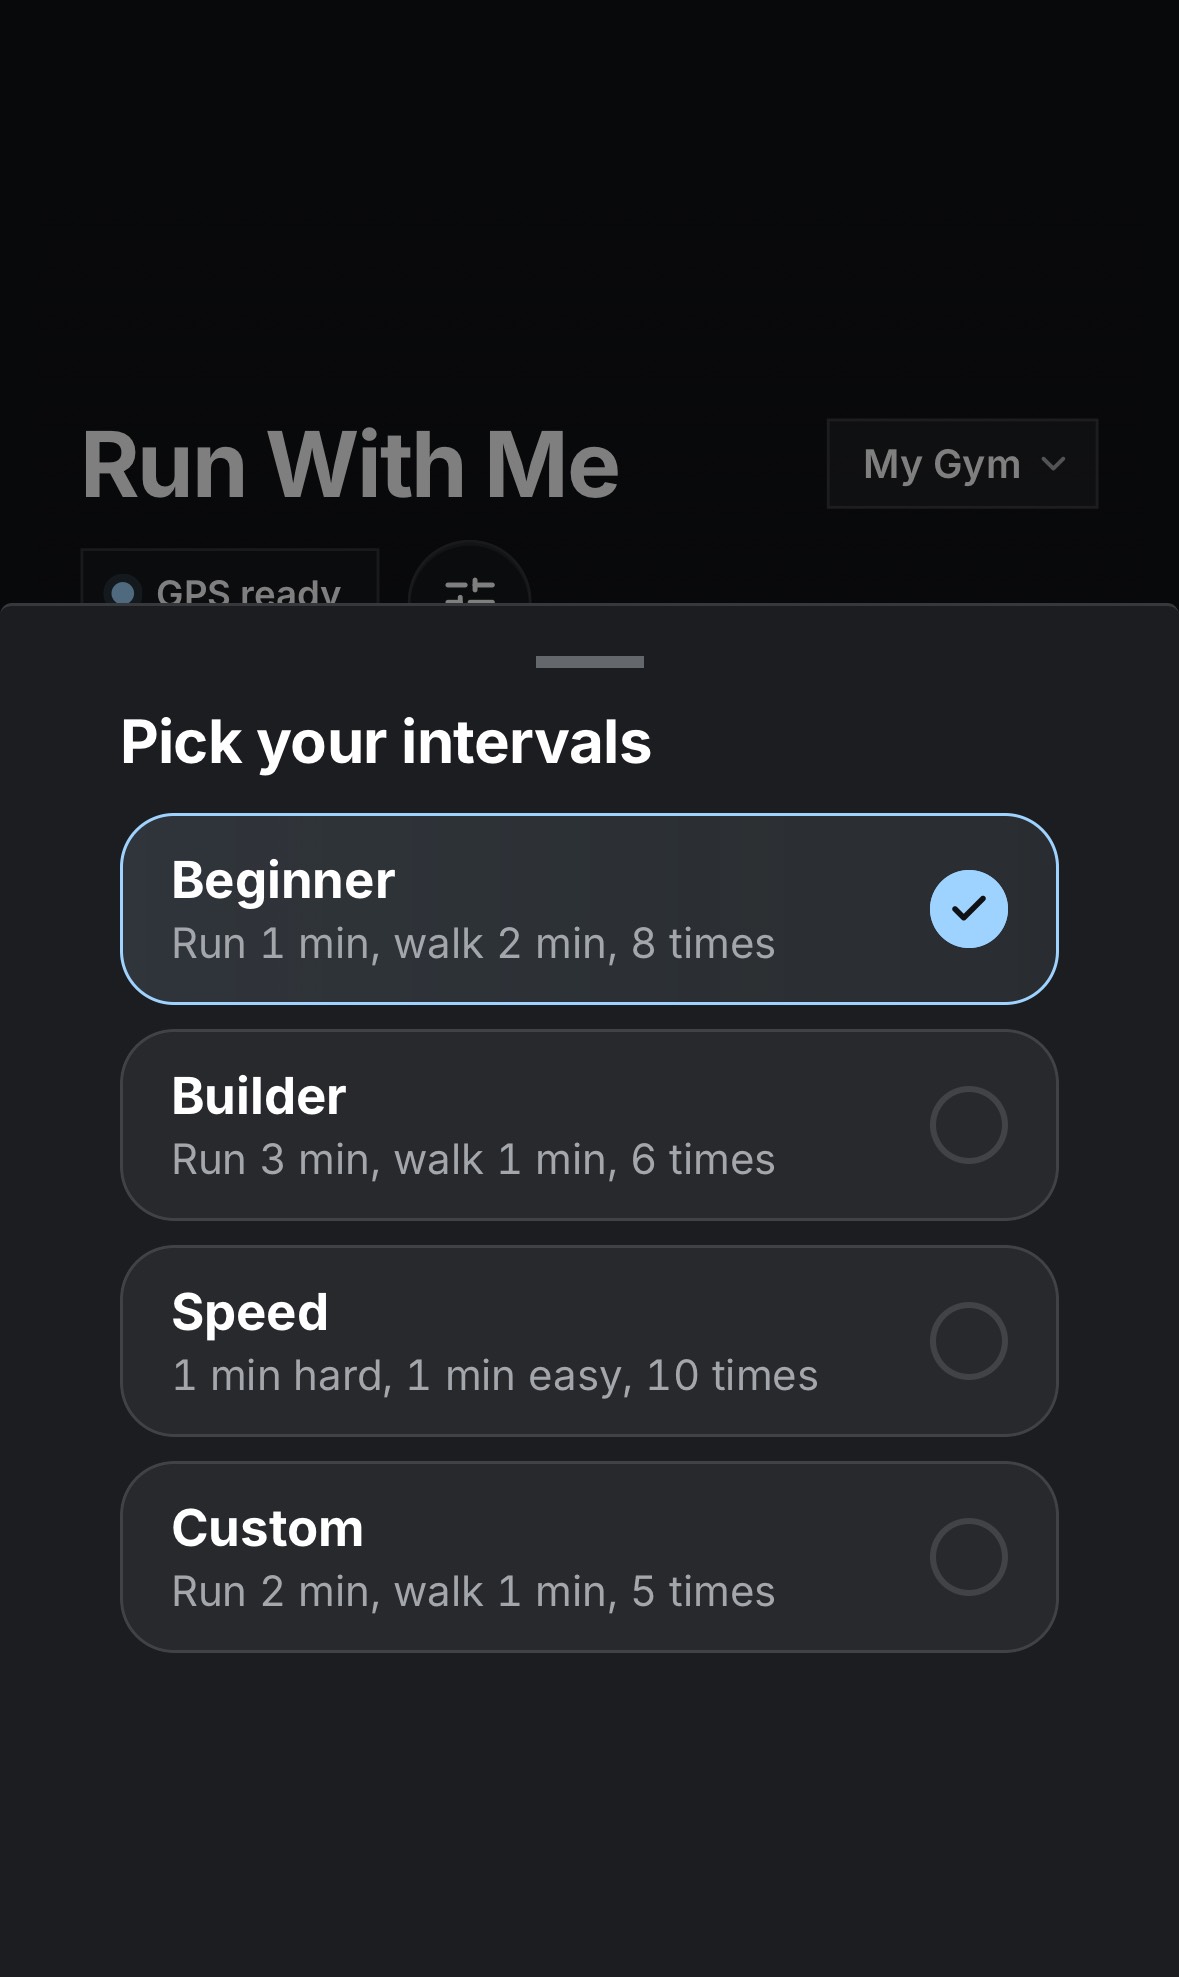 Run With Me
My Gym
GPS ready
Pick your intervals
Beginner
Run 1 min, walk 2 min, 8 times
Builder
Run 3 min, walk 1 min, 6 times
Speed
1 min hard, 1 min easy, 10 times
Custom
Run 2 min, walk 1 min, 5 times